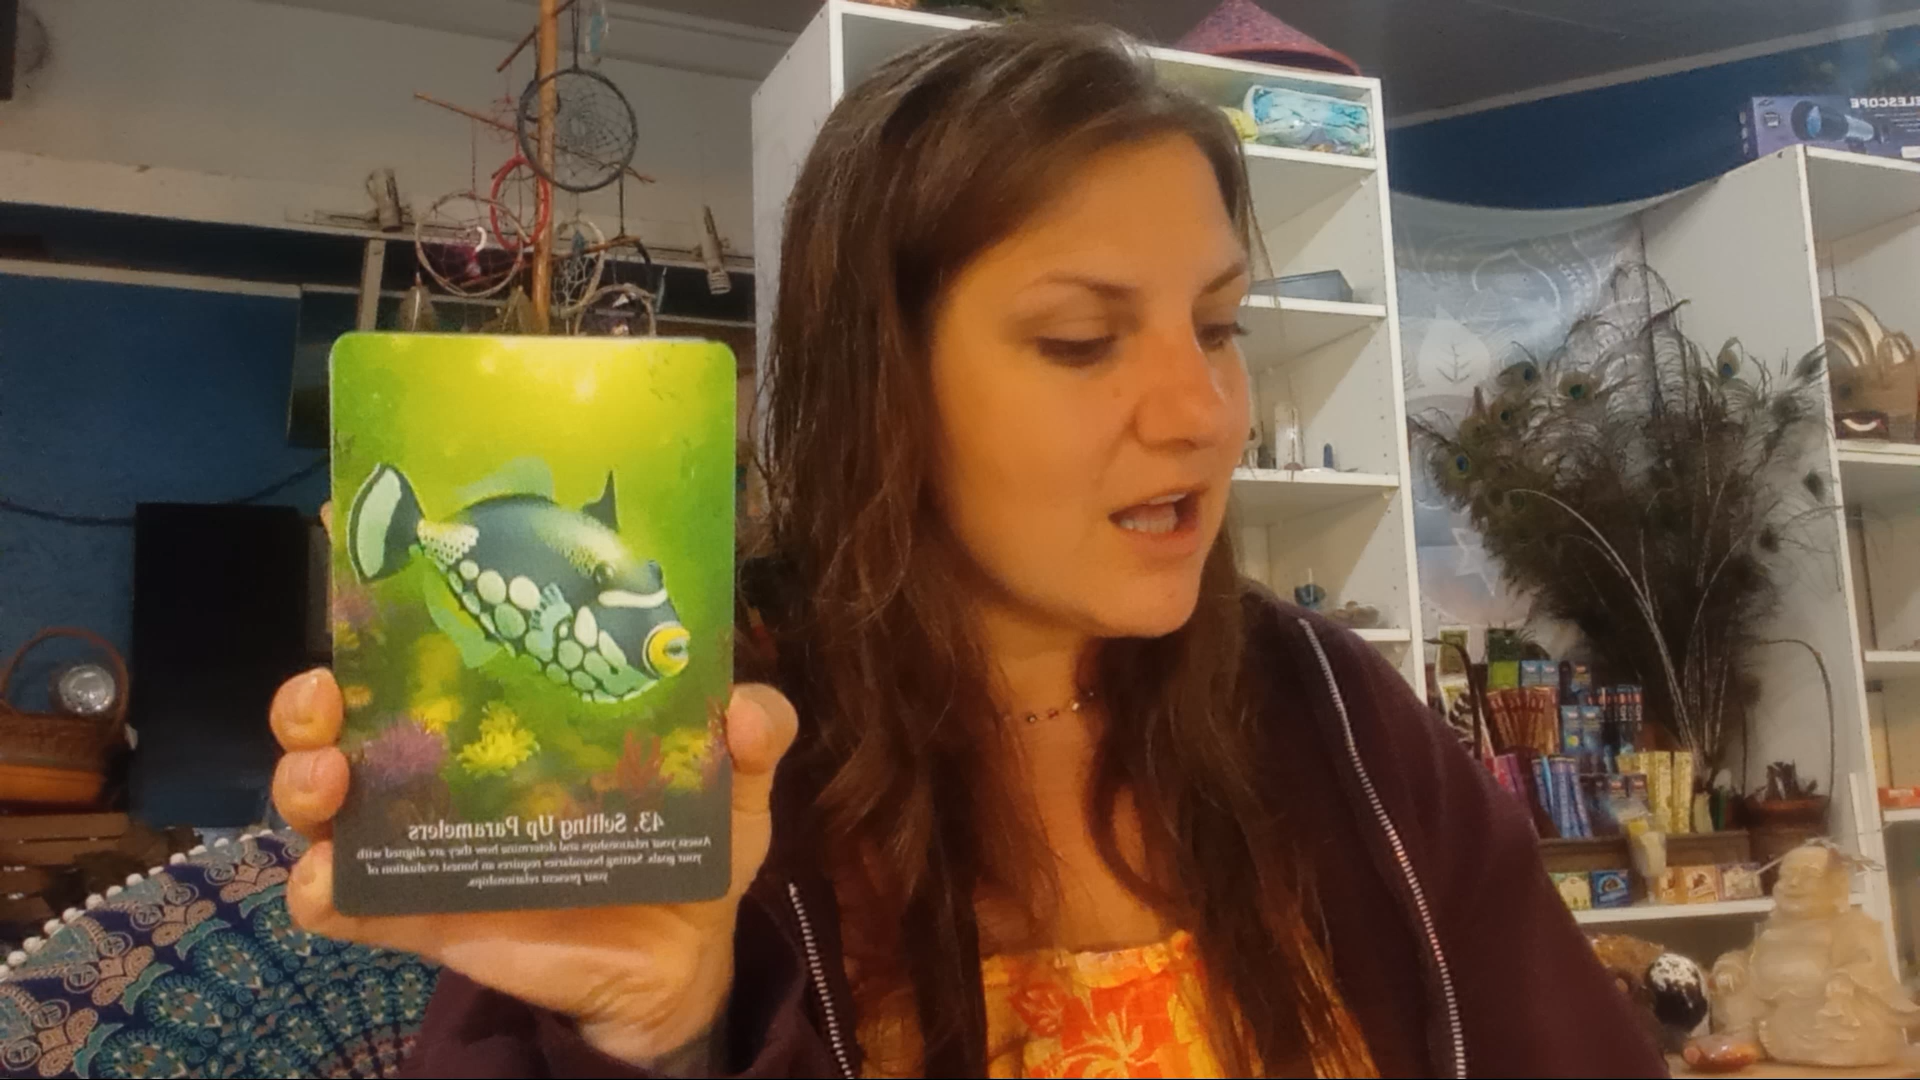 TELESCOPE
43. Setting Up Parameters
Assess your relationships and determine how they are aligned with
your goals. Setting boundaries requires an honest evaluation of
your present relationships.